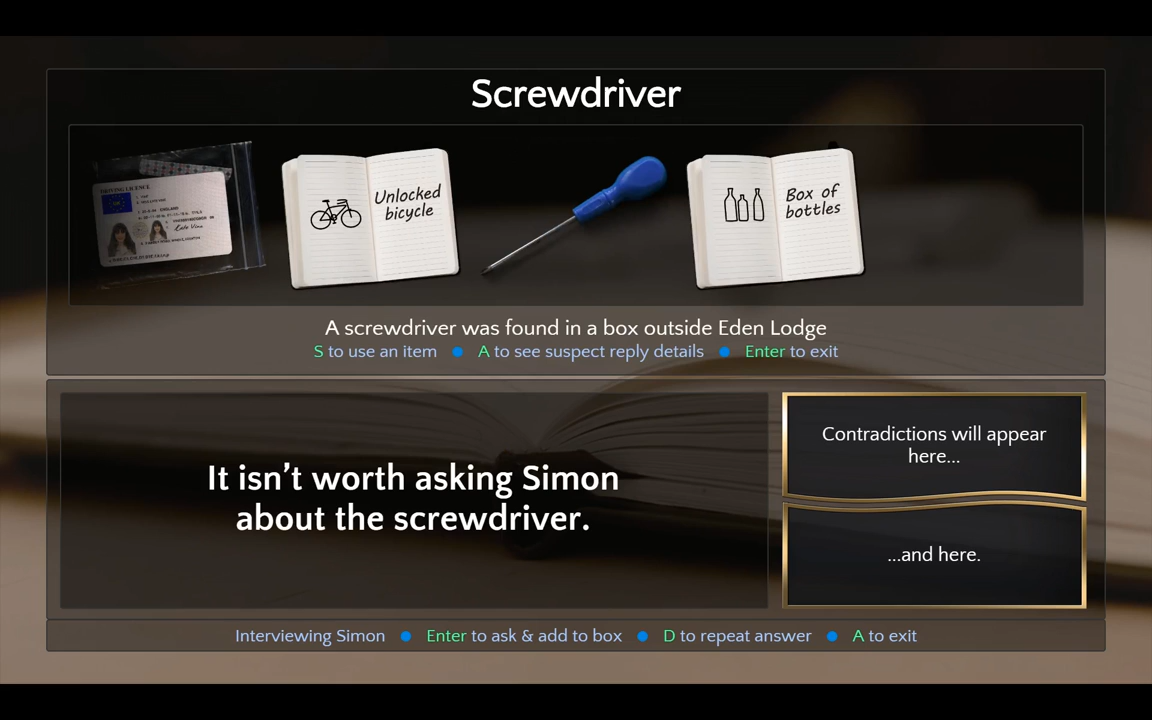 Screwdriver
DRIVING LICENCE
Unlocked
bicycle
Box of
bottles
A screwdriver was found in a box outside Eden Lodge
S to use an item A to see suspect reply details Enter to exit
It isn’t worth asking Simon
about the screwdriver.
Contradictions will appear
here...
...and here.
Interviewing Simon Enter to ask & add to box D to repeat answer A to exit